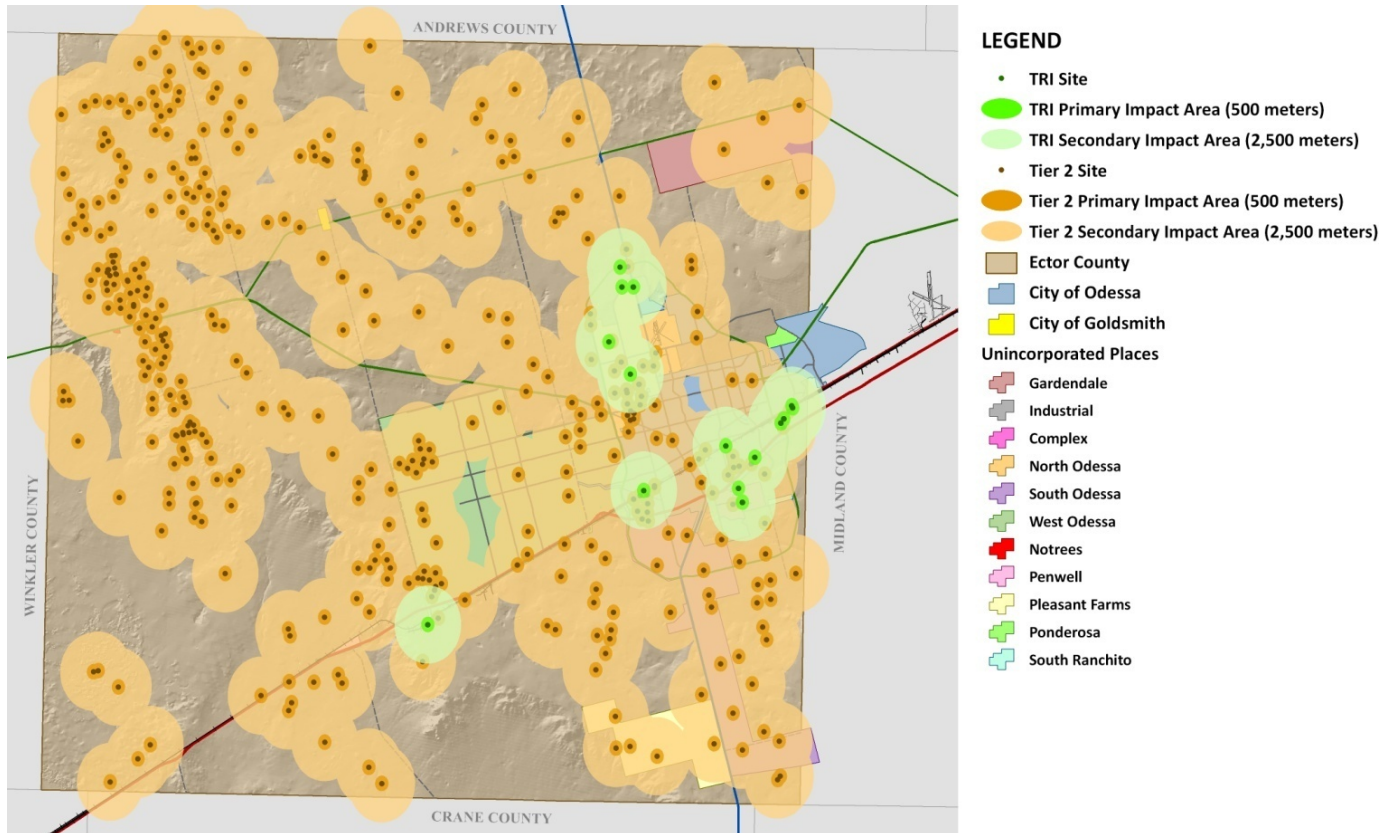 ANDREWS COUNTY
WINKLER COUNTY
MIDLAND COUNTY
CRANE COUNTY
LEGEND
TRI Site
TRI Primary Impact Area (500 meters)
TRI Secondary Impact Area (2,500 meters)
Tier 2 Site
Tier 2 Primary Impact Area (500 meters)
Tier 2 Secondary Impact Area (2,500 meters)
Ector County
City of Odessa
City of Goldsmith
Unincorporated Places
Gardendale
Industrial
Complex
North Odessa
South Odessa
West Odessa
Notrees
Penwell
Pleasant Farms
Ponderosa
South Ranchito